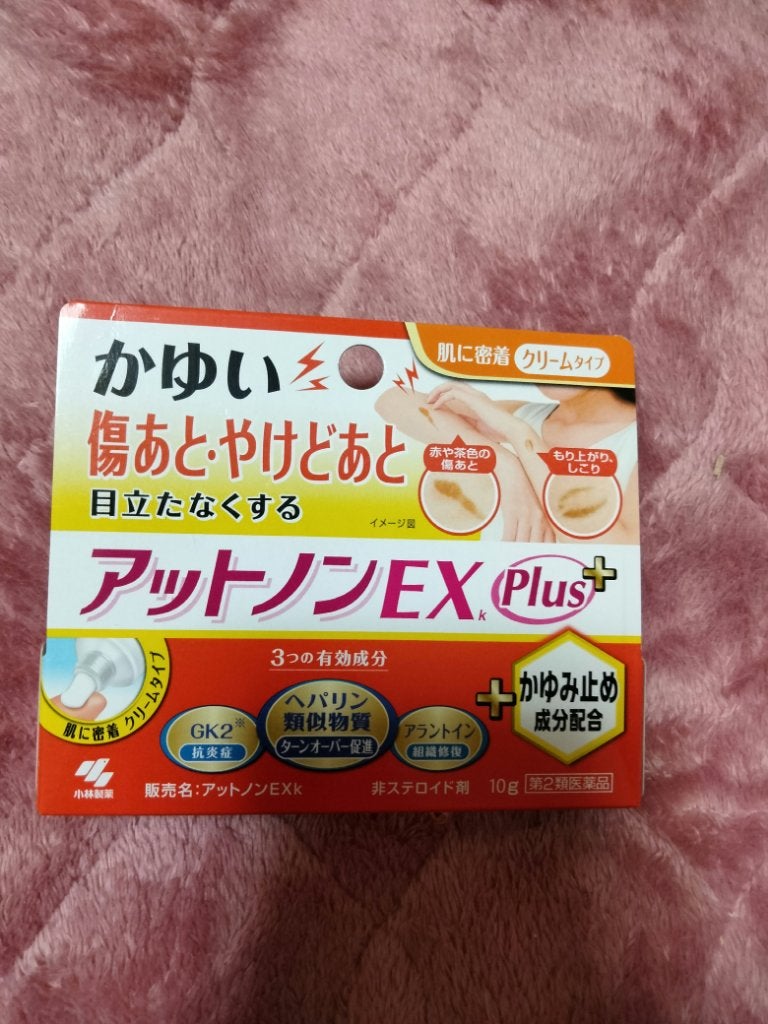 かゆい
傷あと・やけどあと
目立たなくする
肌に密着 クリームタイプ
赤や茶色の
傷あと
もり上がり、
しこり
イメージ図
アットノンEXk Plus+
肌に密着 クリームタイプ
3つの有効成分
GK2※
抗炎症
ヘパリン
類似物質
ターンオーバー促進
アラントイン
組織修復
+かゆみ止め
成分配合
小林製薬
販売名:アットノンEXk
非ステロイド剤 10g 第2類医薬品